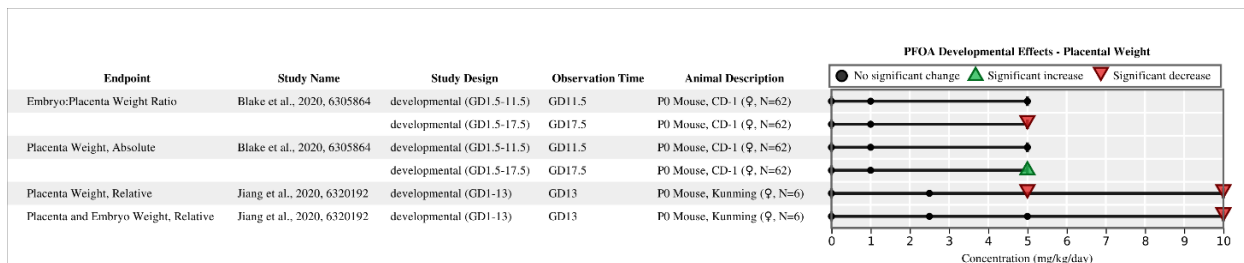 PFOA Developmental Effects - Placental Weight
Endpoint Study Name Study Design Observation Time Animal Description
No significant change Significant increase Significant decrease
Embryo:Placenta Weight Ratio Blake et al., 2020, 6305864 developmental (GD1.5-11.5) GD11.5 P0 Mouse, CD-1 (♀, N=62)
developmental (GD1.5-17.5) GD17.5 P0 Mouse, CD-1 (♀, N=62)
Placenta Weight, Absolute Blake et al., 2020, 6305864 developmental (GD1.5-11.5) GD11.5 P0 Mouse, CD-1 (♀, N=62)
developmental (GD1.5-17.5) GD17.5 P0 Mouse, CD-1 (♀, N=62)
Placenta Weight, Relative Jiang et al., 2020, 6320192 developmental (GD1-13) GD13 P0 Mouse, Kunming (♀, N=6)
Placenta and Embryo Weight, Relative Jiang et al., 2020, 6320192 developmental (GD1-13) GD13 P0 Mouse, Kunming (♀, N=6)
0 1 2 3 4 5 6 7 8 9 10
Concentration (mg/kg/day)